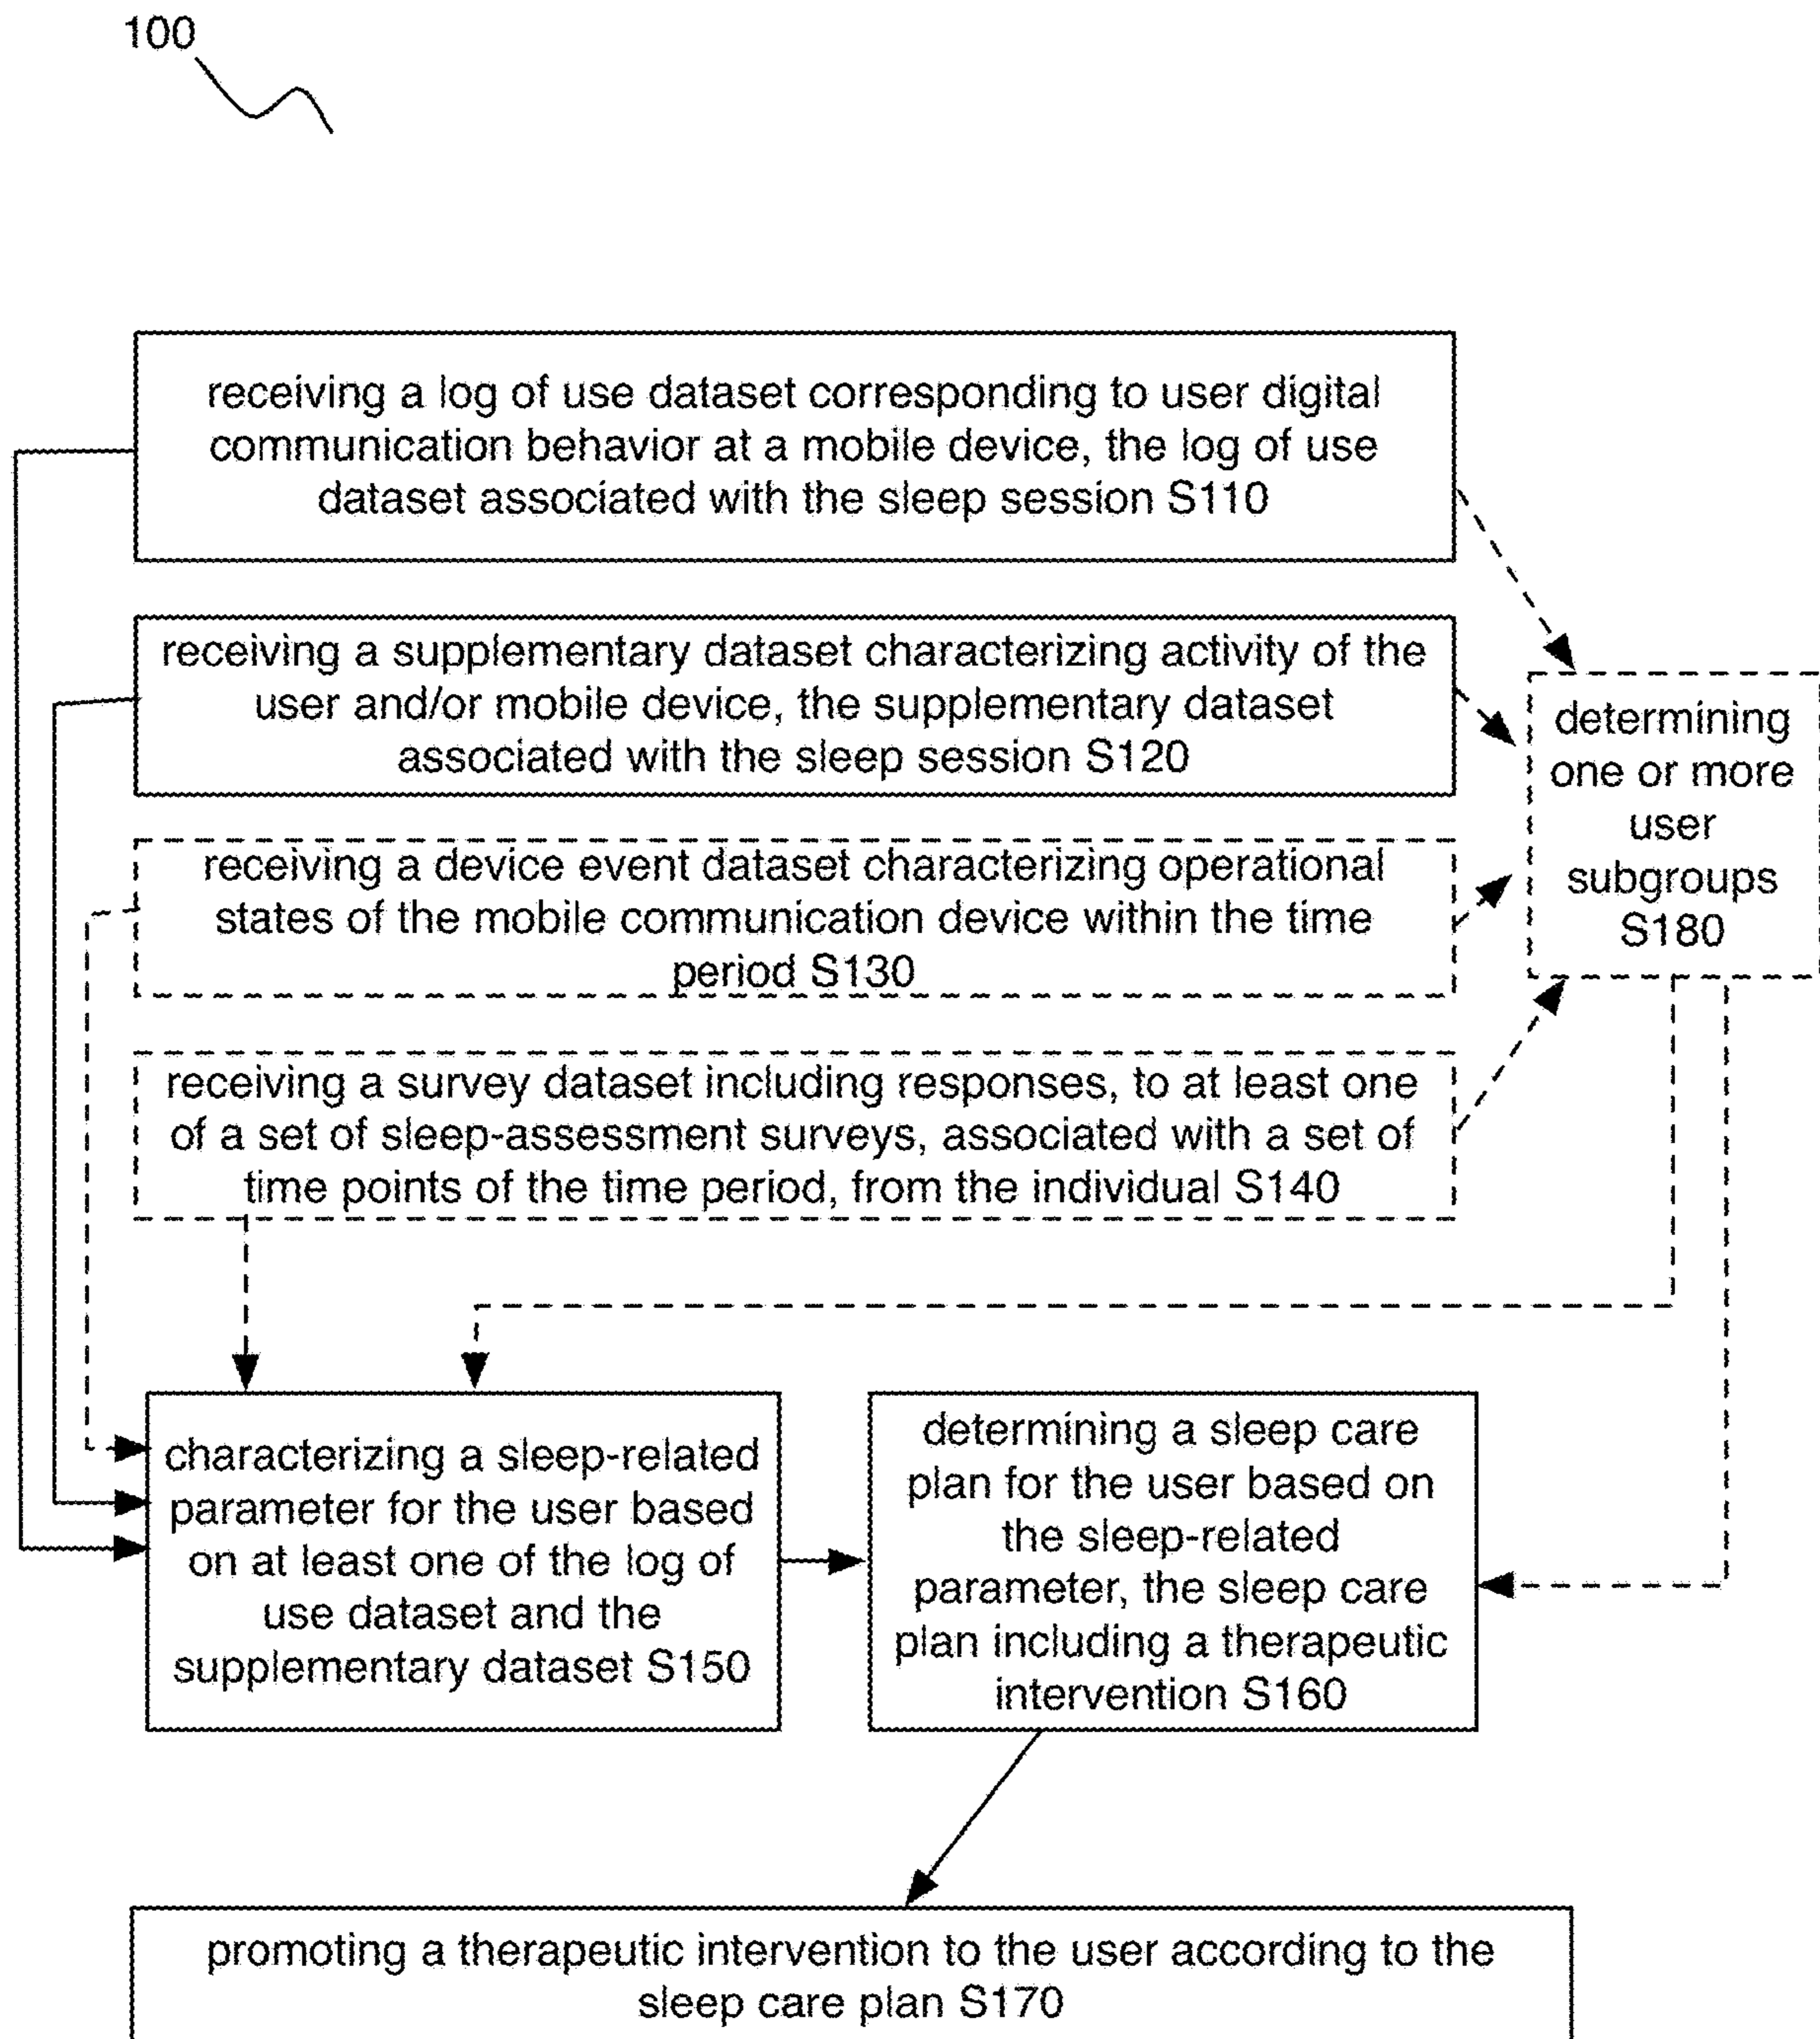 100
receiving a log of use dataset corresponding to user digital
communication behavior at a mobile device, the log of use
dataset associated with the sleep session S110
receiving a supplementary dataset characterizing activity of the
user and/or mobile device, the supplementary dataset
associated with the sleep session S120
receiving a device event dataset characterizing operational
states of the mobile communication device within the time
period S130
receiving a survey dataset including responses, to at least one
of a set of sleep-assessment surveys, associated with a set of
time points of the time period, from the individual S140
determining
one or more
user
subgroups
S180
characterizing a sleep-related
parameter for the user based
on at least one of the log of
use dataset and the
supplementary dataset S150
determining a sleep care
plan for the user based on
the sleep-related
parameter, the sleep care
plan including a therapeutic
intervention S160
promoting a therapeutic intervention to the user according to the
sleep care plan S170